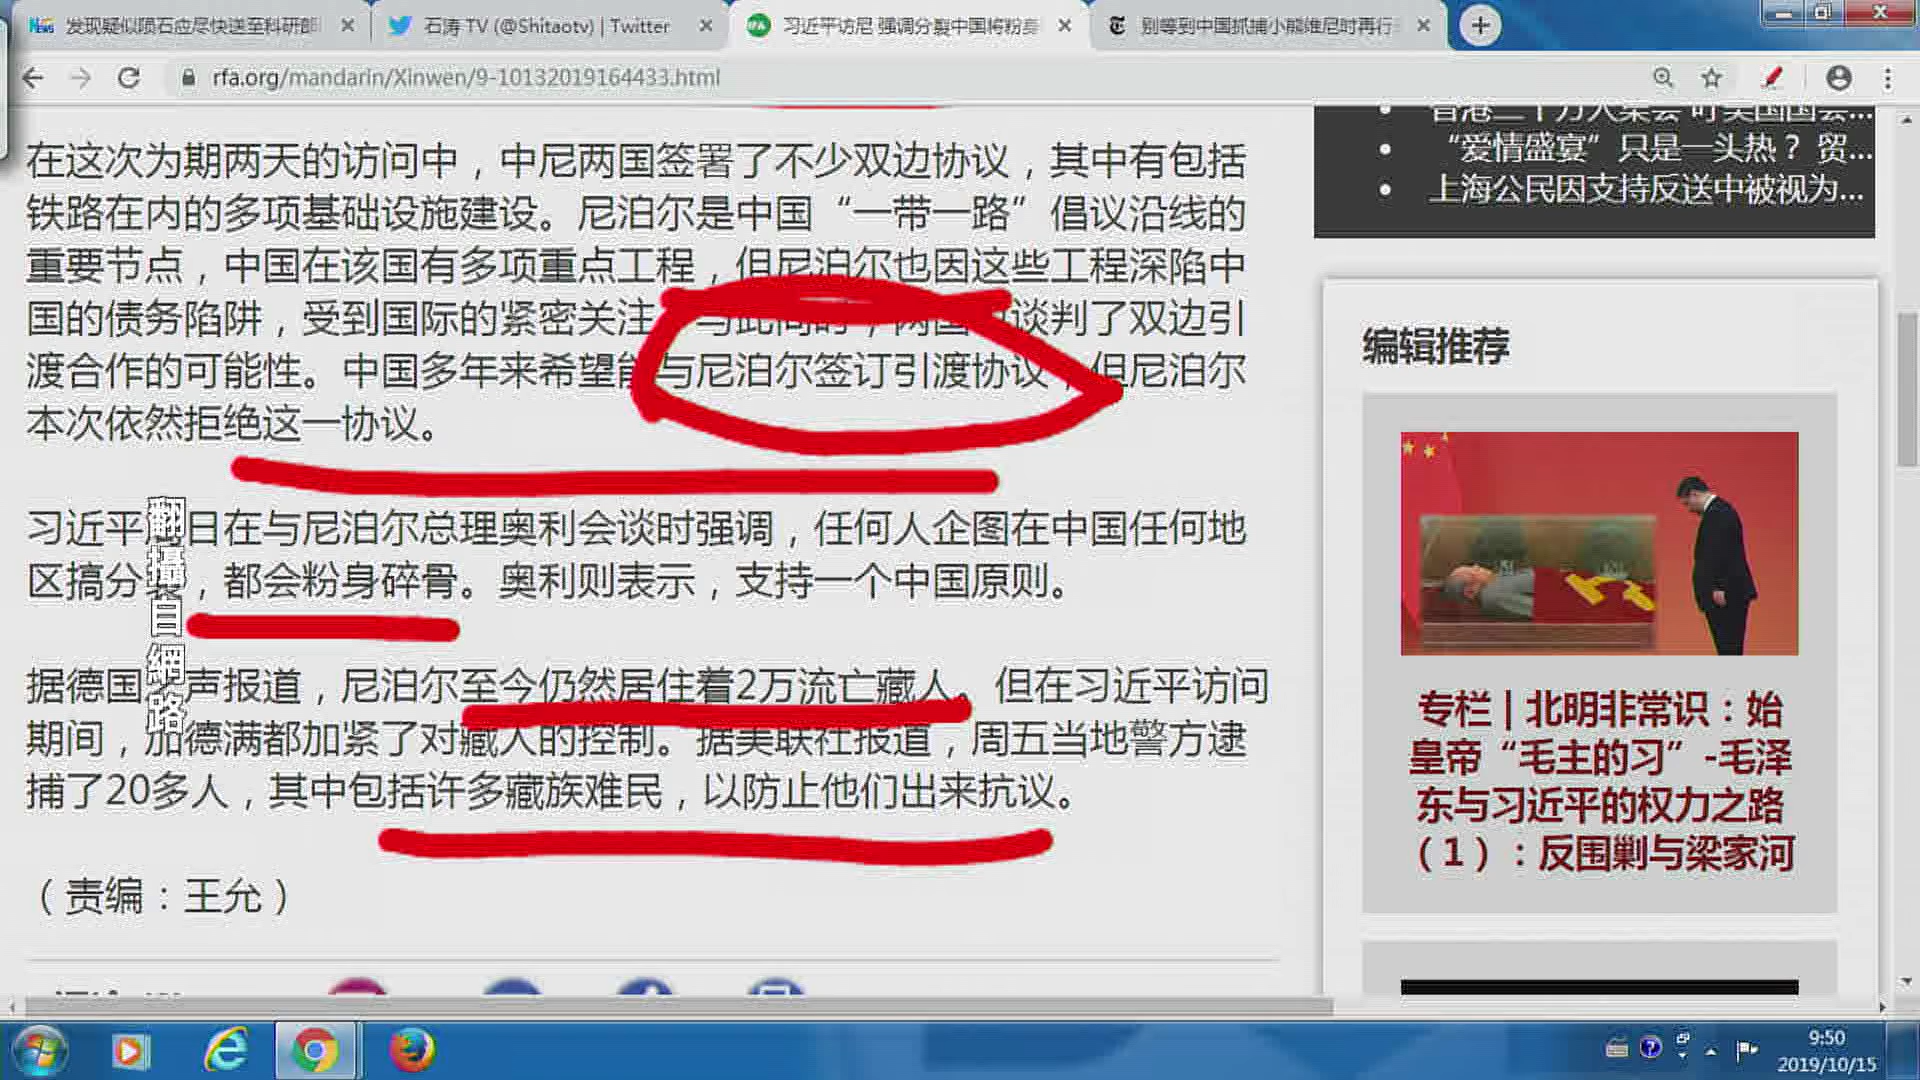 发现疑似陨石应尽快送至科研部
石涛 TV (@Shitaotv) | Twitter
习近平访尼 强调分裂中国将粉身
别等到中国抓捕小熊维尼时再行
rfa.org/mandarin/Xinwen/9-10132019164433.html
在这次为期两天的访问中，中尼两国签署了不少双边协议，其中有包括
铁路在内的多项基础设施建设。尼泊尔是中国“一带一路”倡议沿线的
重要节点，中国在该国有多项重点工程，但尼泊尔也因这些工程深陷中
国的债务陷阱，受到国际的紧密关注 与此同时，两国 谈判了双边引
渡合作的可能性。中国多年来希望能与尼泊尔签订引渡协议，但尼泊尔
本次依然拒绝这一协议。
习近平 日在与尼泊尔总理奥利会谈时强调，任何人企图在中国任何地
区搞分 ，都会粉身碎骨。奥利则表示，支持一个中国原则。
据德国 声报道，尼泊尔至今仍然居住着2万流亡藏人。但在习近平访问
期间，加德满都加紧了对藏人的控制。据美联社报道，周五当地警方逮
捕了20多人，其中包括许多藏族难民，以防止他们出来抗议。
（责编：王允）
翻攝自網路
“爱情盛宴”只是一头热？ 贸...
上海公民因支持反送中被视为...
编辑推荐
专栏 | 北明非常识：始
皇帝“毛主的习”-毛泽
东与习近平的权力之路
（1）：反围剿与梁家河
9:50
2019/10/15